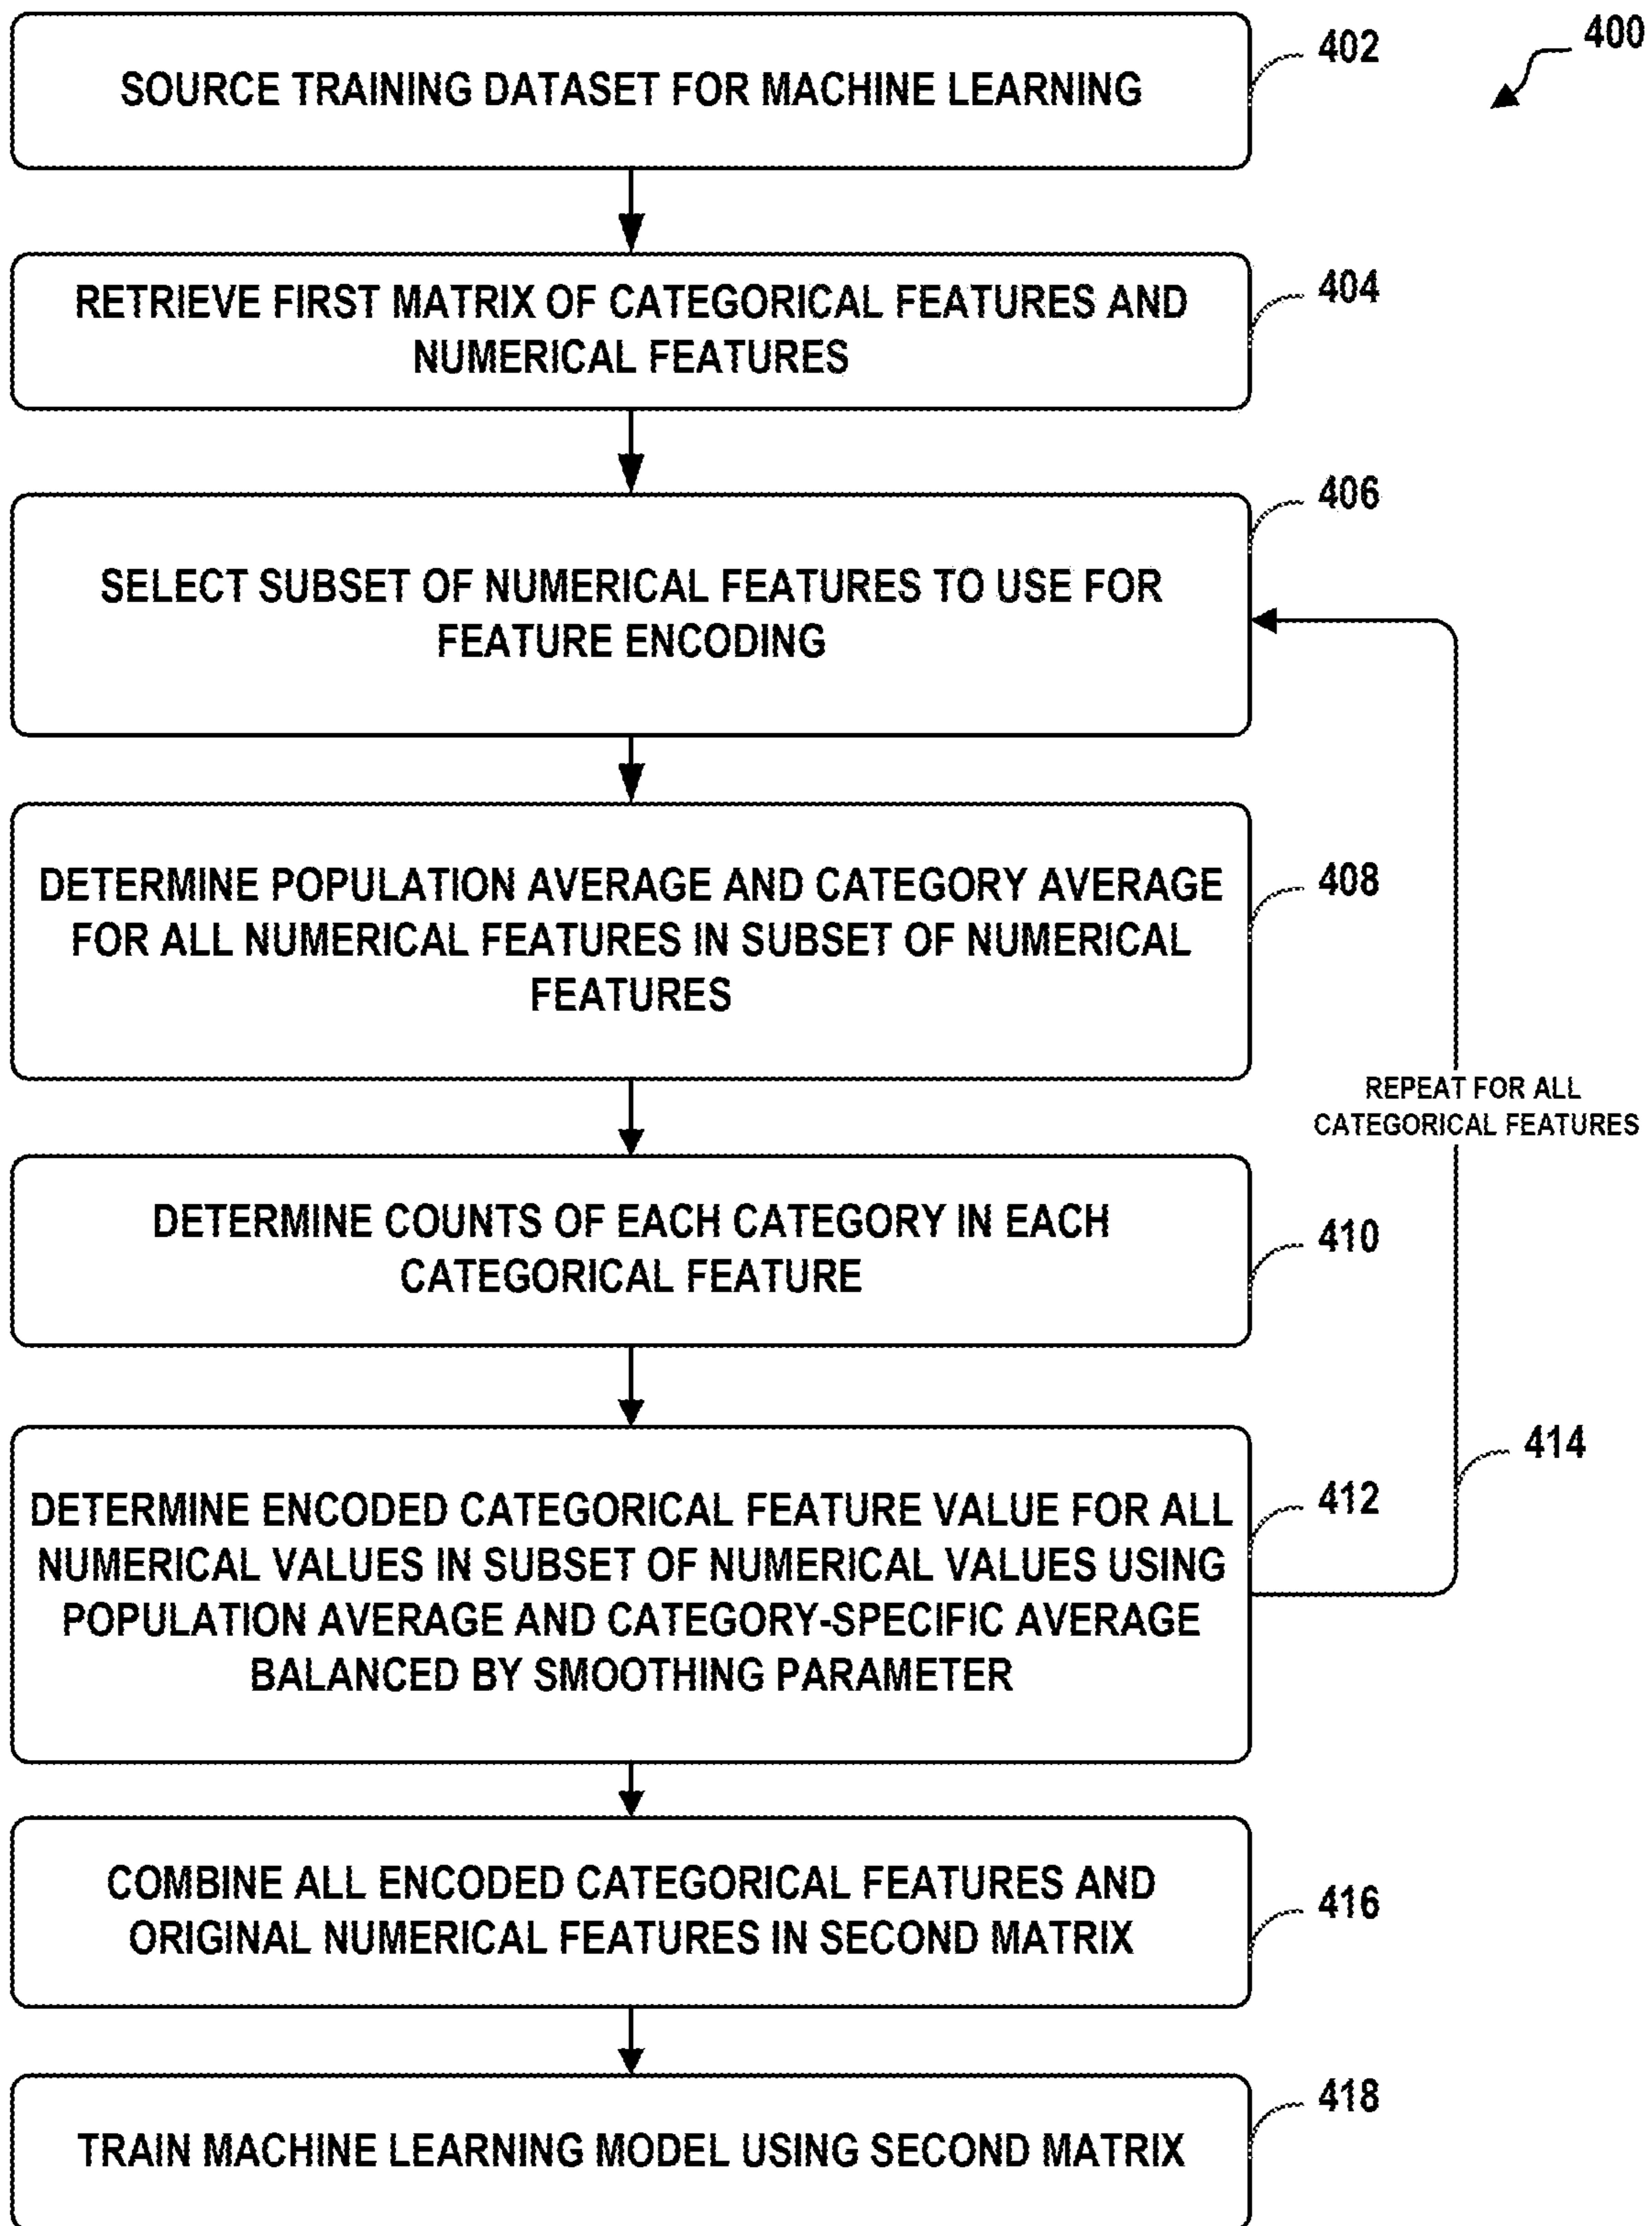 400
SOURCE TRAINING DATASET FOR MACHINE LEARNING
402
RETRIEVE FIRST MATRIX OF CATEGORICAL FEATURES AND
NUMERICAL FEATURES
404
SELECT SUBSET OF NUMERICAL FEATURES TO USE FOR
FEATURE ENCODING
406
DETERMINE POPULATION AVERAGE AND CATEGORY AVERAGE
FOR ALL NUMERICAL FEATURES IN SUBSET OF NUMERICAL
FEATURES
408
DETERMINE COUNTS OF EACH CATEGORY IN EACH
CATEGORICAL FEATURE
410
DETERMINE ENCODED CATEGORICAL FEATURE VALUE FOR ALL
NUMERICAL VALUES IN SUBSET OF NUMERICAL VALUES USING
POPULATION AVERAGE AND CATEGORY-SPECIFIC AVERAGE
BALANCED BY SMOOTHING PARAMETER
412
REPEAT FOR ALL
CATEGORICAL FEATURES
414
COMBINE ALL ENCODED CATEGORICAL FEATURES AND
ORIGINAL NUMERICAL FEATURES IN SECOND MATRIX
416
TRAIN MACHINE LEARNING MODEL USING SECOND MATRIX
418